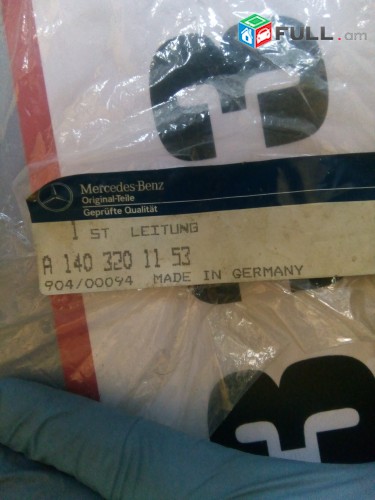 FULL.am
Mercedes-Benz
Original-Teile
Geprüfte Qualität
1 ST LEITUNG
A 140 320 11 53
904/00094 MADE IN GERMANY